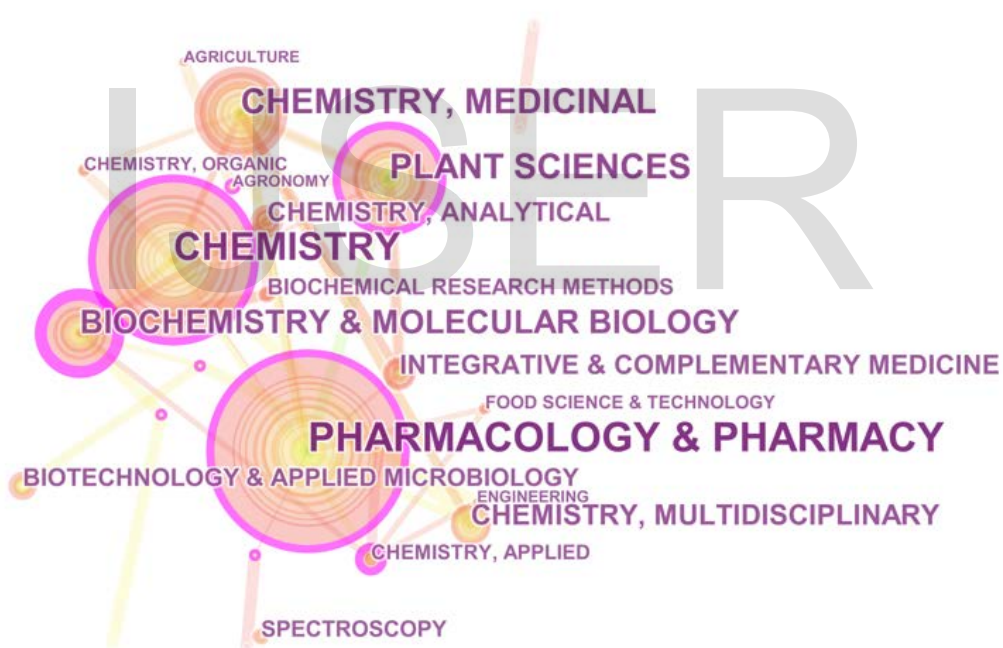 AGRICULTURE
CHEMISTRY, MEDICINAL
CHEMISTRY, ORGANIC
PLANT SCIENCES
AGRONOMY
CHEMISTRY, ANALYTICAL
CHEMISTRY
BIOCHEMICAL RESEARCH METHODS
BIOCHEMISTRY & MOLECULAR BIOLOGY
INTEGRATIVE & COMPLEMENTARY MEDICINE
FOOD SCIENCE & TECHNOLOGY
PHARMACOLOGY & PHARMACY
BIOTECHNOLOGY & APPLIED MICROBIOLOGY
ENGINEERING
CHEMISTRY, MULTIDISCIPLINARY
CHEMISTRY, APPLIED
SPECTROSCOPY
IJSER